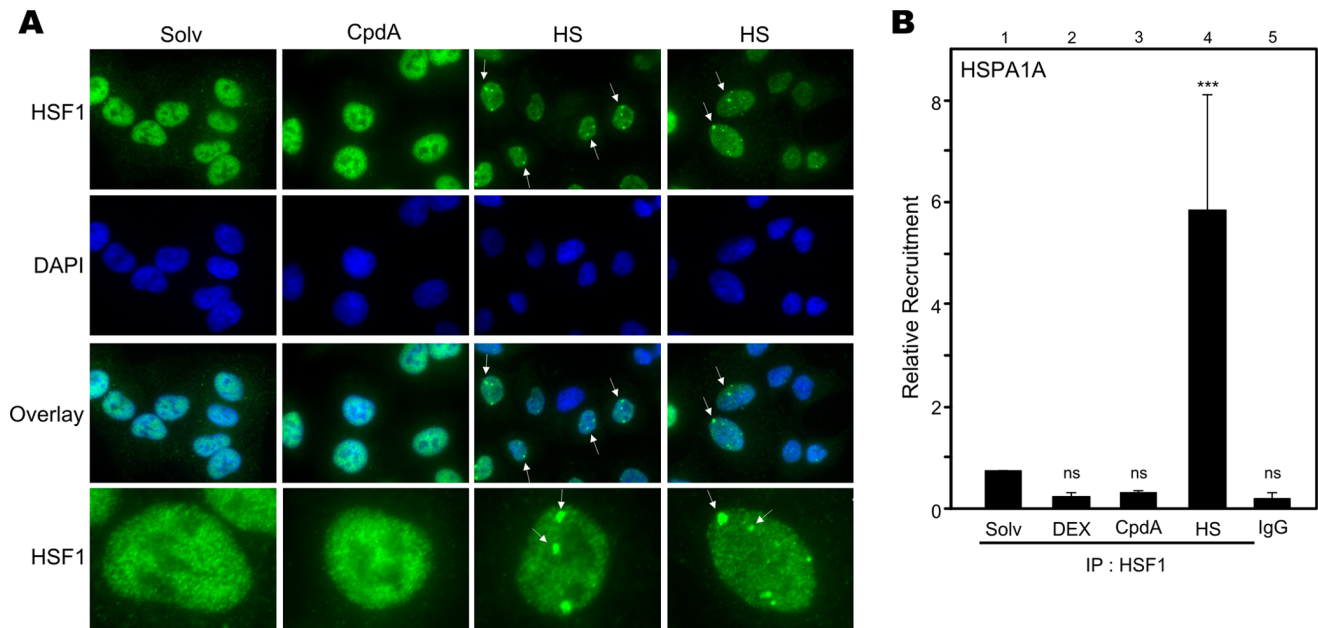 A
Solv CpdA HS HS
HSF1
DAPI
Overlay
HSF1
B
1 2 3 4 5
HSPA1A
***
ns ns ns
Relative Recruitment
8
6
4
2
0
Solv DEX CpdA HS IgG
IP : HSF1